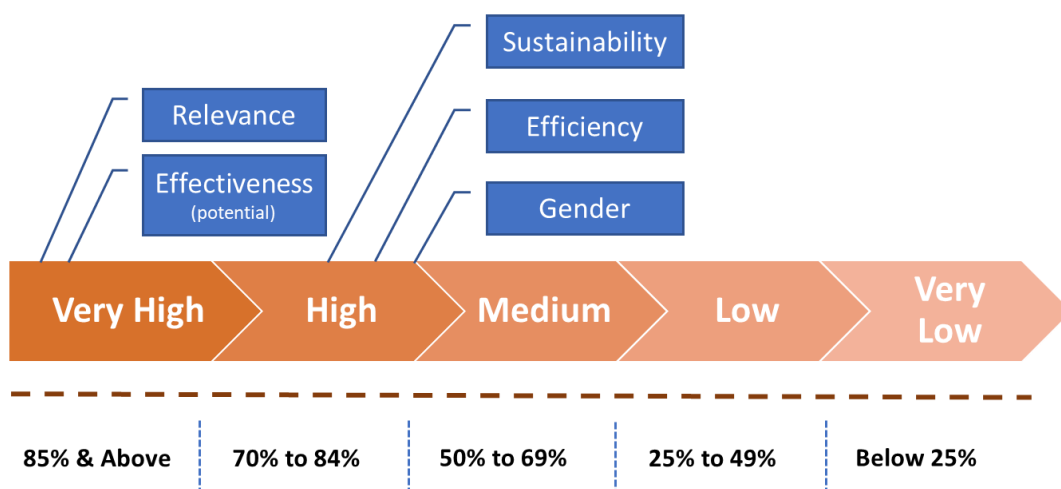 Sustainability
Relevance
Efficiency
Effectiveness
(potential)
Gender
Very High
High
Medium
Low
Very
Low
85% & Above
70% to 84%
50% to 69%
25% to 49%
Below 25%